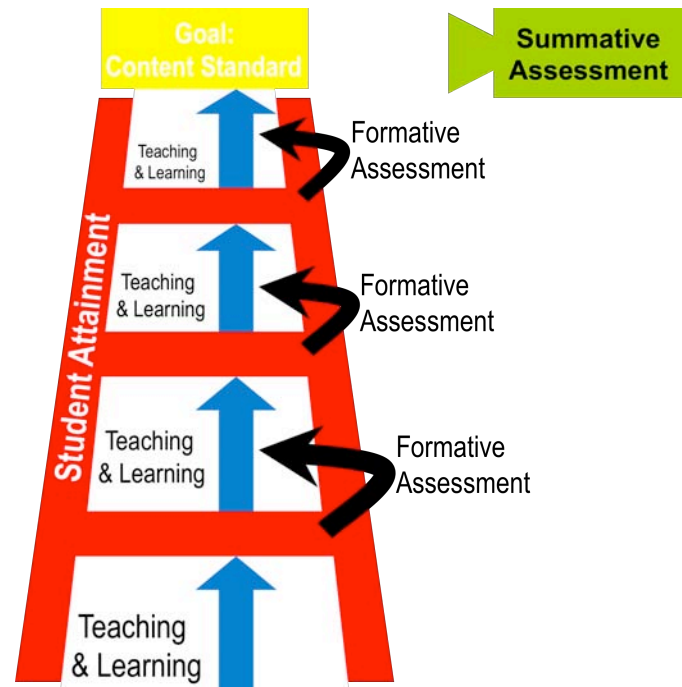 Goal:
Content Standard
Summative
Assessment
Formative
Assessment
Teaching
& Learning
Student Attainment
Formative
Assessment
Teaching
& Learning
Formative
Assessment
Teaching
& Learning
Teaching
& Learning